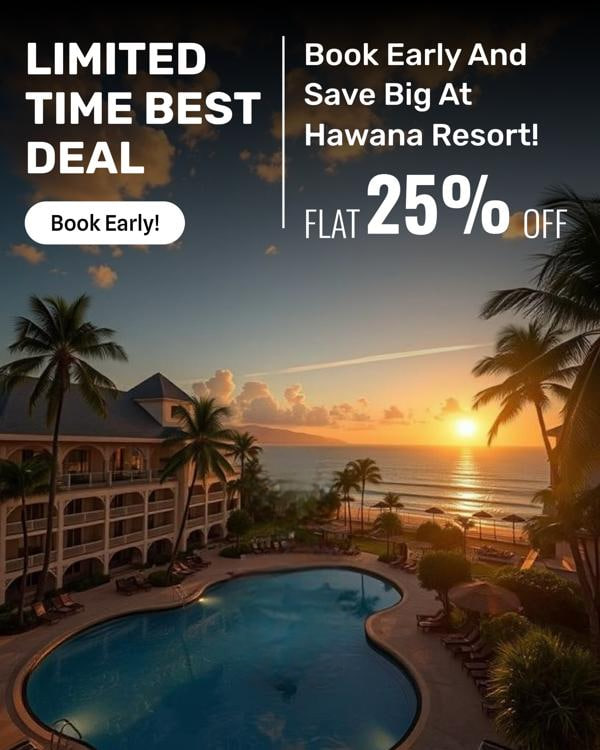 LIMITED
TIME BEST
DEAL
Book Early!
Book Early And
Save Big At
Hawana Resort!
FLAT 25% OFF